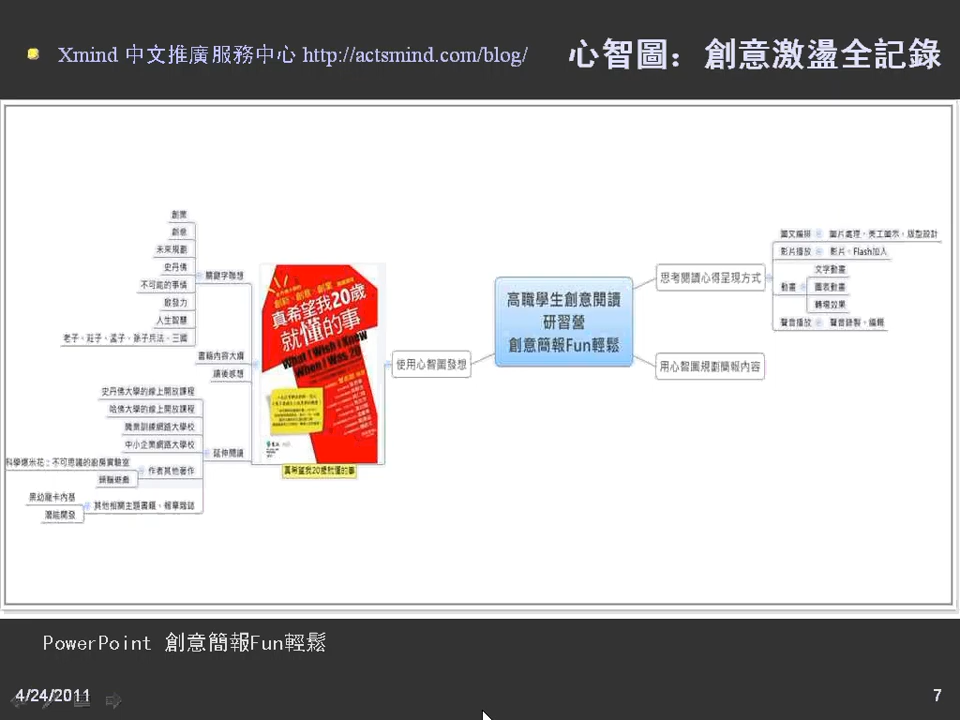 Xmind 中文推廣服務中心 http://actsmind.com/blog/
心智圖：創意激盪全記錄
創業
創意
未來規劃
史丹佛
不可能的事情
啟發力
人生智慧
老子、莊子、孟子、孫子兵法、三國
關鍵字聯想
書籍內容大綱
讀後感想
史丹佛大學的線上開放課程
哈佛大學的線上開放課程
職業訓練網路大學校
中小企業網路大學校
科學爆米花：不可思議的廚房實驗室
頭腦遊戲
作者其他著作
黑幼龍卡內基
潛能開發
其他相關主題書籍、報章雜誌
延伸閱讀
創新、創意、創業
真希望我20歲
就懂的事
What I Wish I Knew
When I Was 20
真希望我20歲就懂的事
使用心智圖發想
高職學生創意閱讀
研習營
創意簡報Fun輕鬆
思考閱讀心得呈現方式
圖文編排
圖片處理、美工圖示、版型設計
影片播放
影片、Flash加入
動畫
文字動畫
圖表動畫
轉場效果
聲音播放
聲音錄製、編輯
用心智圖規劃簡報內容
PowerPoint 創意簡報Fun輕鬆
4/24/2011
7